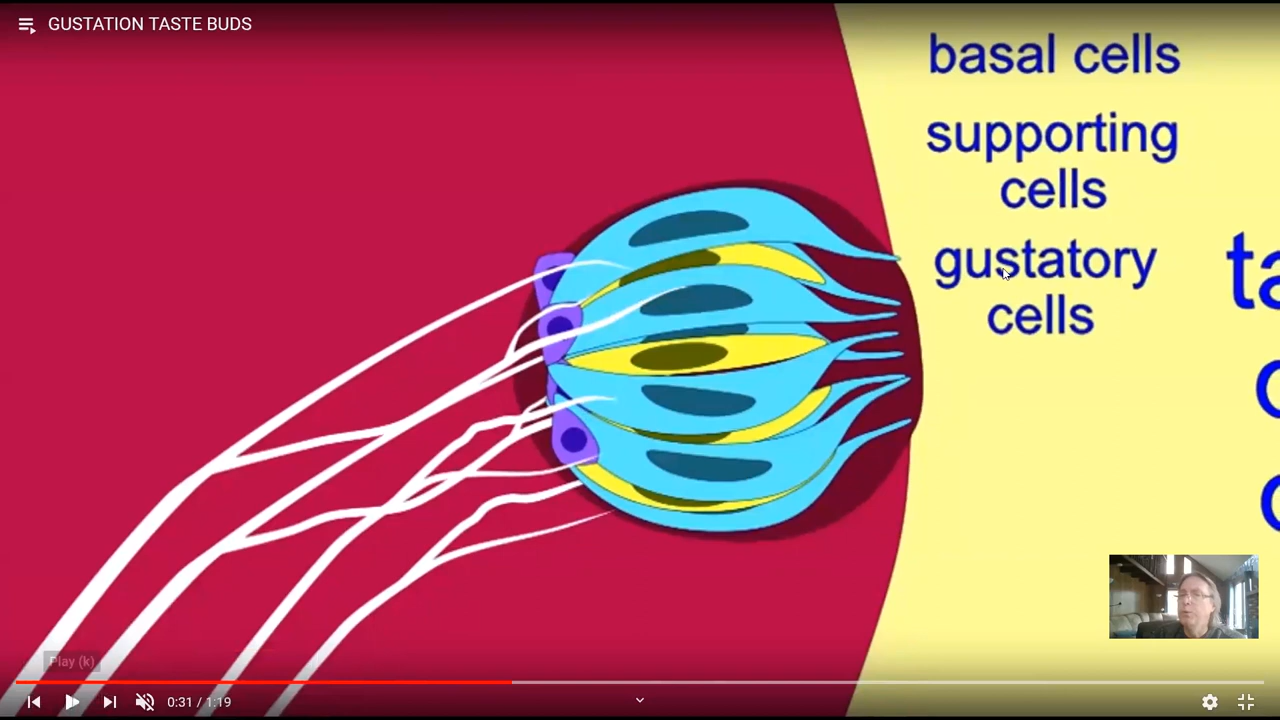 GUSTATION TASTE BUDS
basal cells
supporting
cells
gustatory
cells
Play (k)
0:31 / 1:19